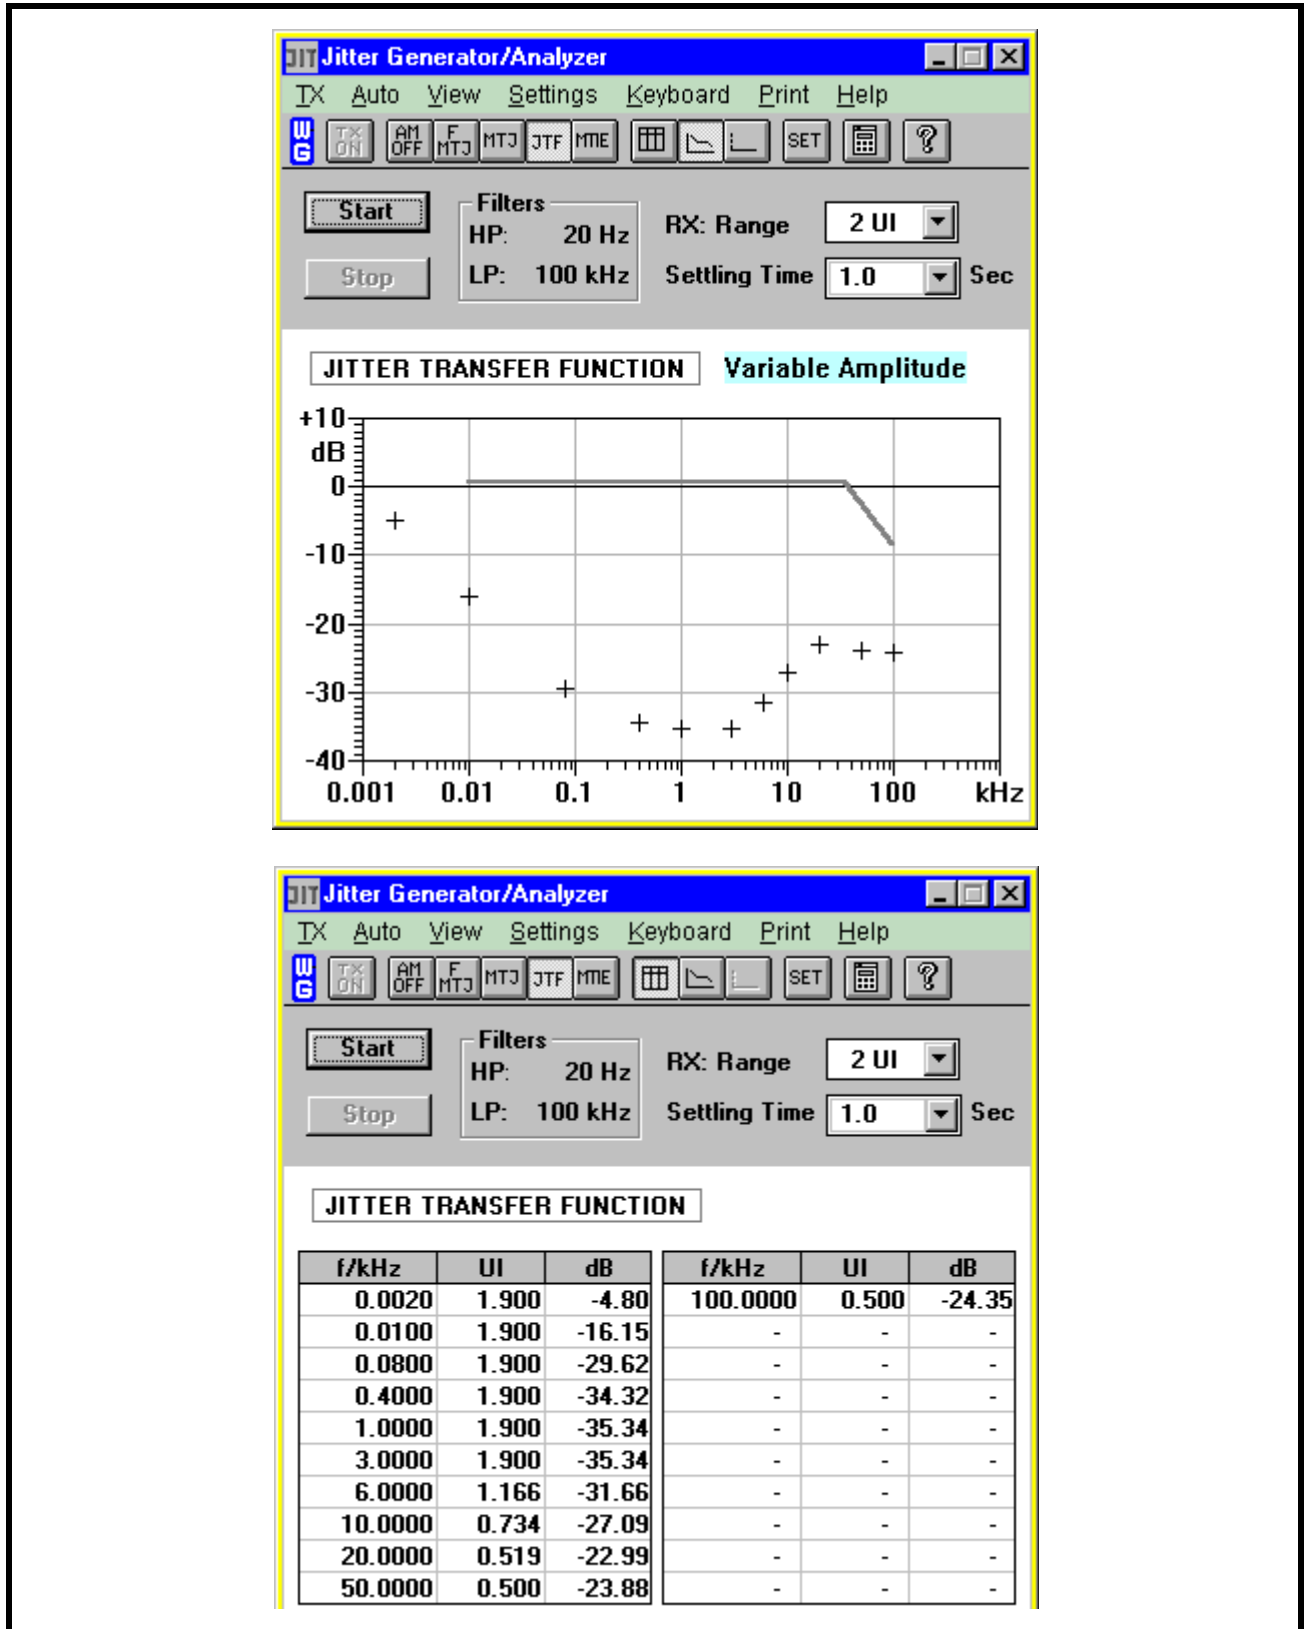 JIT Jitter Generator/Analyzer
TX Auto View Settings Keyboard Print Help
WG TX ON AM OFF F MTJ MTJ JTF MTIE SET ?
Start
Filters
HP: 20 Hz
LP: 100 kHz
RX: Range 2 UI
Stop
Settling Time 1.0 Sec
JITTER TRANSFER FUNCTION Variable Amplitude
+10
dB
0
-10
-20
-30
-40
0.001 0.01 0.1 1 10 100 kHz
JIT Jitter Generator/Analyzer
TX Auto View Settings Keyboard Print Help
WG TX ON AM OFF F MTJ MTJ JTF MTIE SET ?
Start
Filters
HP: 20 Hz
LP: 100 kHz
RX: Range 2 UI
Stop
Settling Time 1.0 Sec
JITTER TRANSFER FUNCTION
f/kHz UI dB f/kHz UI dB
0.0020 1.900 -4.80 100.0000 0.500 -24.35
0.0100 1.900 -16.15 - - -
0.0800 1.900 -29.62 - - -
0.4000 1.900 -34.32 - - -
1.0000 1.900 -35.34 - - -
3.0000 1.900 -35.34 - - -
6.0000 1.166 -31.66 - - -
10.0000 0.734 -27.09 - - -
20.0000 0.519 -22.99 - - -
50.0000 0.500 -23.88 - - -